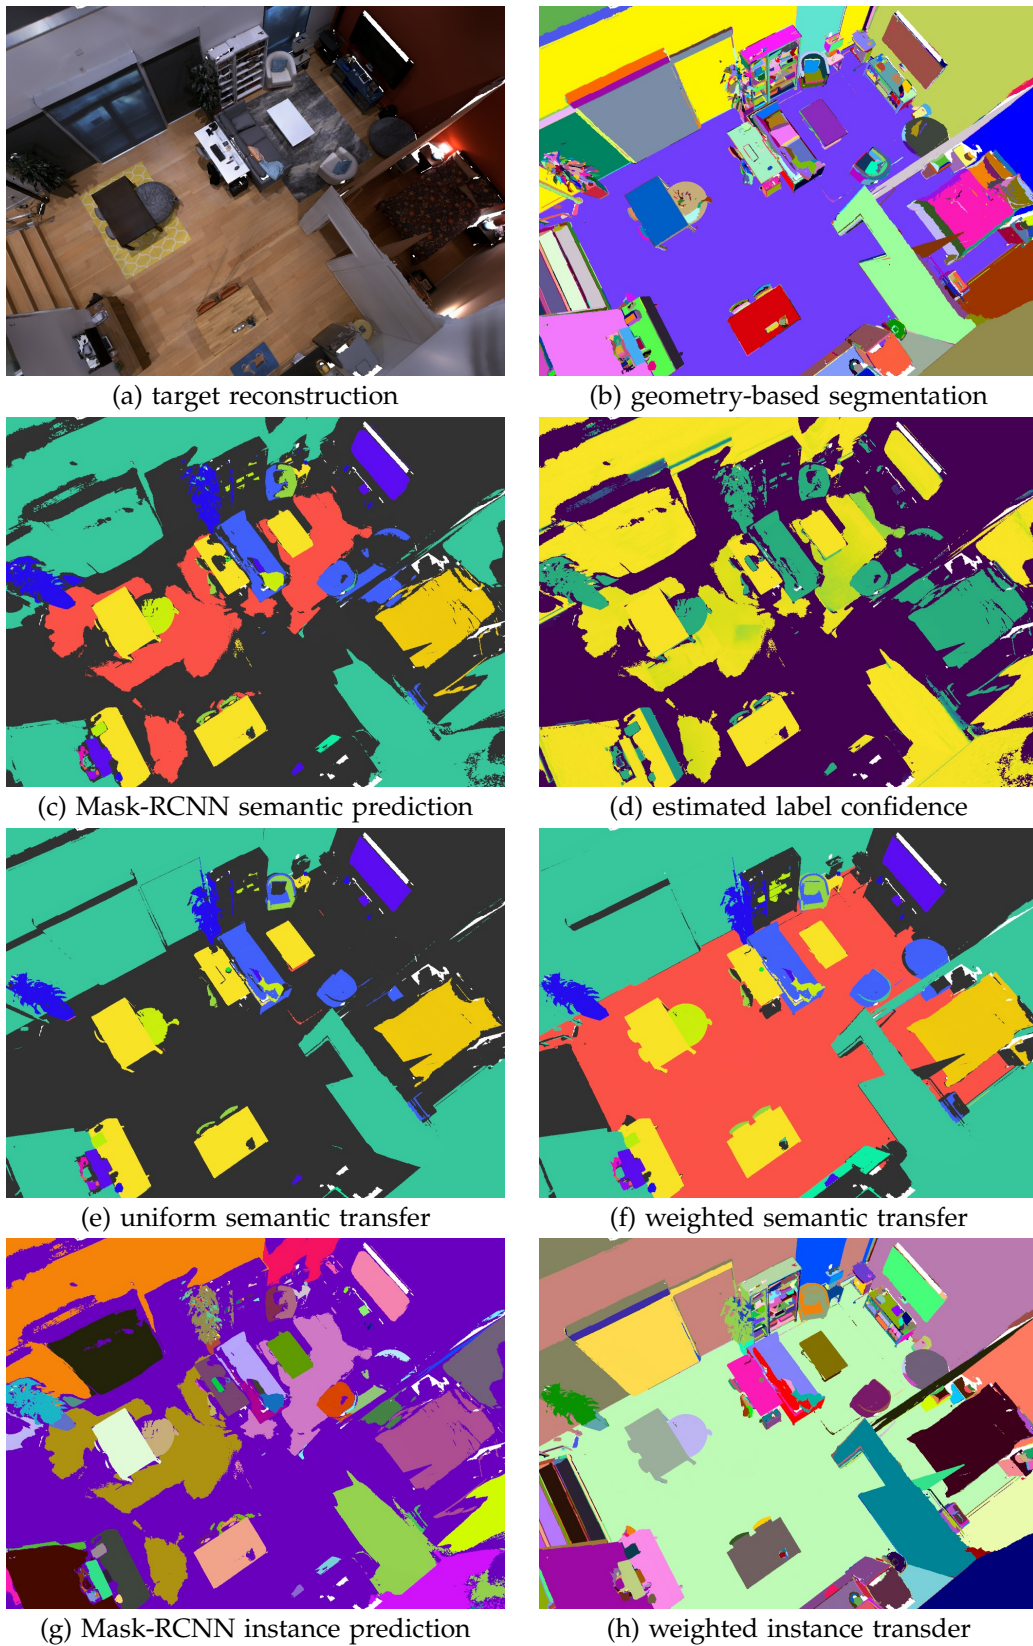 (a) target reconstruction
(b) geometry-based segmentation
(c) Mask-RCNN semantic prediction
(d) estimated label confidence
(e) uniform semantic transfer
(f) weighted semantic transfer
(g) Mask-RCNN instance prediction
(h) weighted instance transder